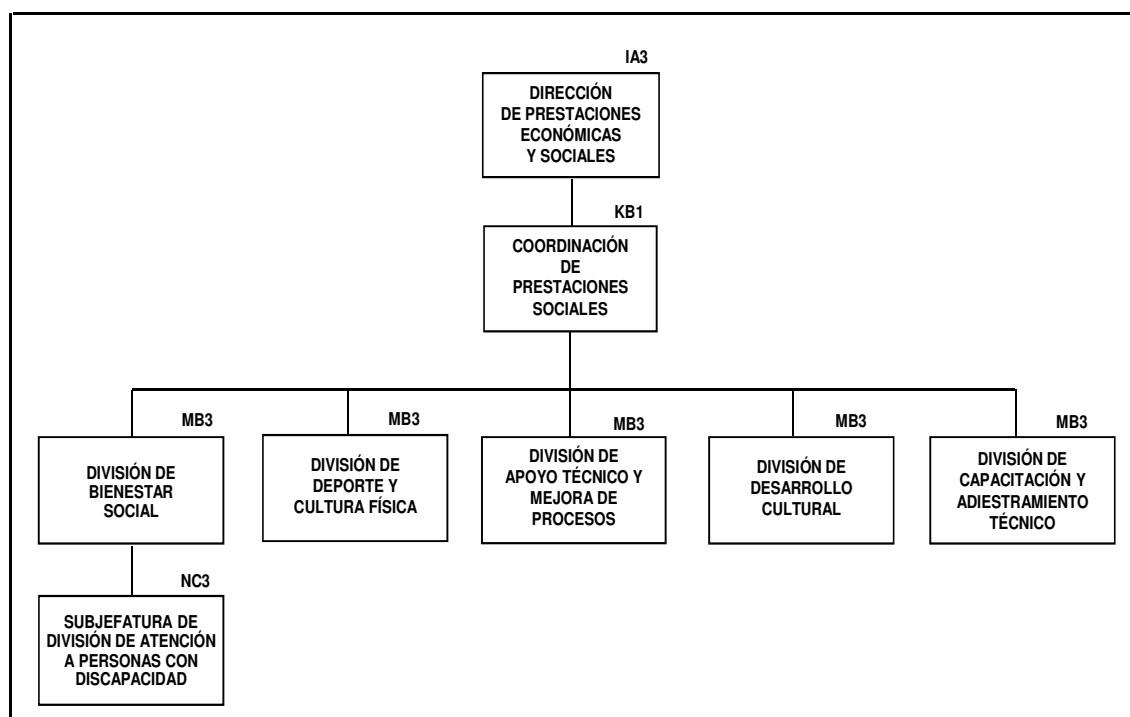 IA3
DIRECCIÓN
DE PRESTACIONES
ECONÓMICAS
Y SOCIALES
KB1
COORDINACIÓN
DE
PRESTACIONES
SOCIALES
MB3
DIVISIÓN DE
BIENESTAR
SOCIAL
MB3
DIVISIÓN DE
DEPORTE Y
CULTURA FÍSICA
MB3
DIVISIÓN DE
APOYO TÉCNICO Y
MEJORA DE
PROCESOS
MB3
DIVISIÓN DE
DESARROLLO
CULTURAL
MB3
DIVISIÓN DE
CAPACITACIÓN Y
ADIESTRAMIENTO
TÉCNICO
NC3
SUBJEFATURA DE
DIVISIÓN DE ATENCIÓN
A PERSONAS CON
DISCAPACIDAD